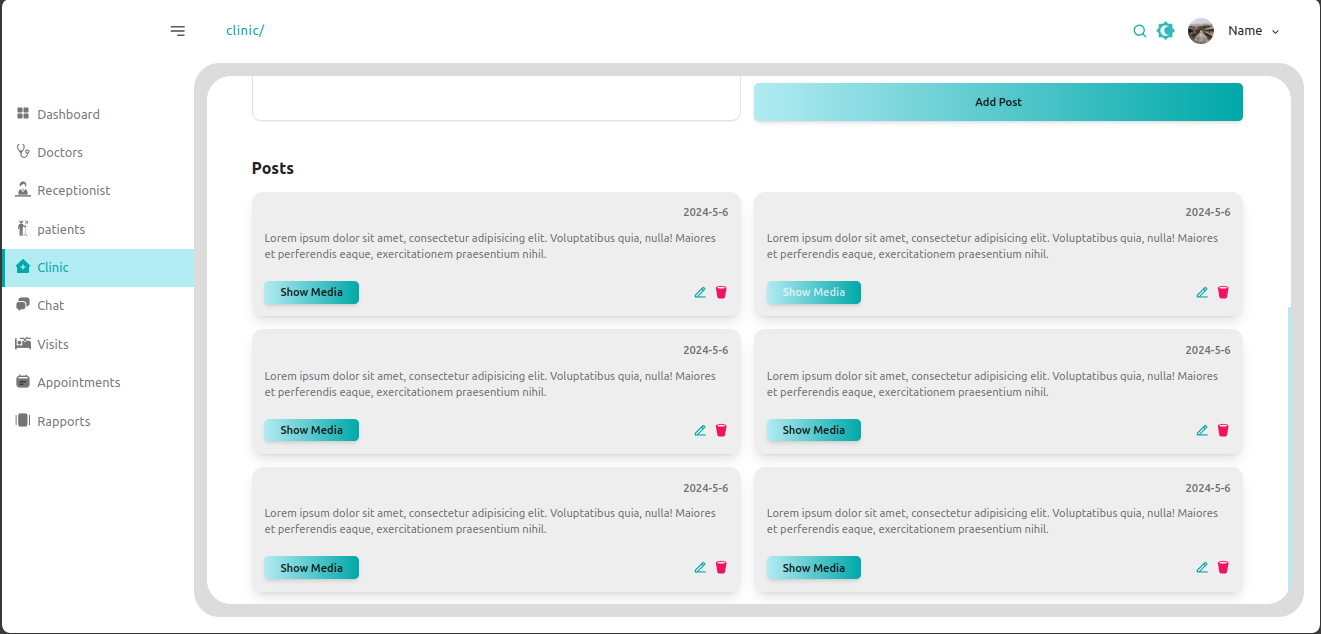 clinic/
Name
Dashboard
Doctors
Receptionist
patients
Clinic
Chat
Visits
Appointments
Rapports
Add Post
Posts
2024-5-6
Lorem ipsum dolor sit amet, consectetur adipisicing elit. Voluptatibus quia, nulla! Maiores
et perferendis eaque, exercitationem praesentium nihil.
Show Media
2024-5-6
Lorem ipsum dolor sit amet, consectetur adipisicing elit. Voluptatibus quia, nulla! Maiores
et perferendis eaque, exercitationem praesentium nihil.
Show Media
2024-5-6
Lorem ipsum dolor sit amet, consectetur adipisicing elit. Voluptatibus quia, nulla! Maiores
et perferendis eaque, exercitationem praesentium nihil.
Show Media
2024-5-6
Lorem ipsum dolor sit amet, consectetur adipisicing elit. Voluptatibus quia, nulla! Maiores
et perferendis eaque, exercitationem praesentium nihil.
Show Media
2024-5-6
Lorem ipsum dolor sit amet, consectetur adipisicing elit. Voluptatibus quia, nulla! Maiores
et perferendis eaque, exercitationem praesentium nihil.
Show Media
2024-5-6
Lorem ipsum dolor sit amet, consectetur adipisicing elit. Voluptatibus quia, nulla! Maiores
et perferendis eaque, exercitationem praesentium nihil.
Show Media